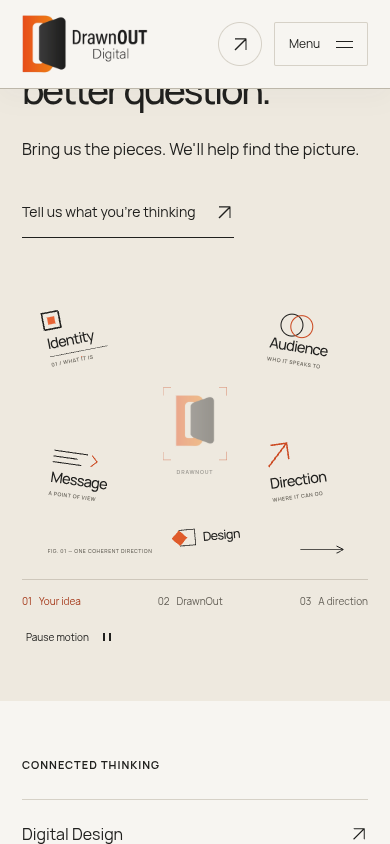 DrawnOUT
Digital
Menu
better question.
Bring us the pieces. We'll help find the picture.
Tell us what you're thinking
Identity
01 / WHAT IT IS
Audience
WHO IT SPEAKS TO
DRAWNOUT
Message
A POINT OF VIEW
Direction
WHERE IT CAN GO
Design
FIG. 01 — ONE COHERENT DIRECTION
01 Your idea
02 DrawnOut
03 A direction
Pause motion
CONNECTED THINKING
Digital Design